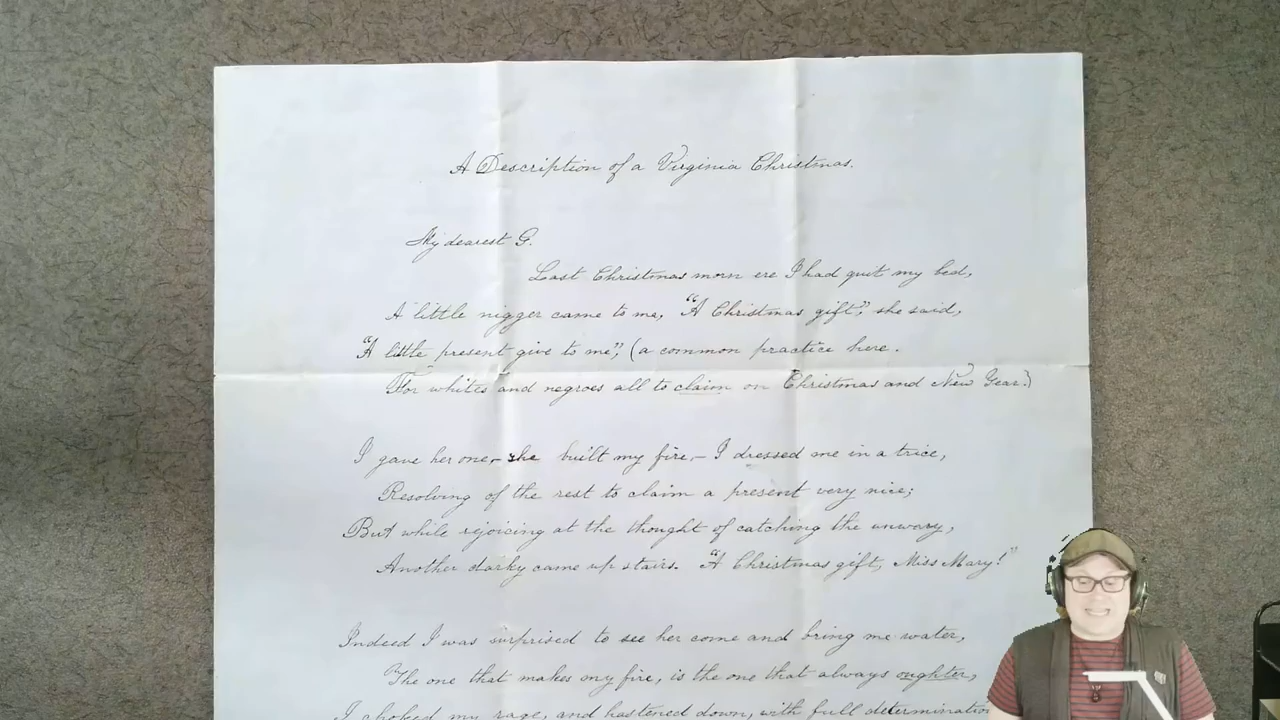 A Description of a Virginia Christmas.
My dearest G.
Last Christmas morn ere I had quit my bed,
A little nigger came to me, "A Christmas gift", she said,
"A little present give to me", (a common practice here.
For whites and negroes all to claim on Christmas and New Year.)
I gave her one,- she built my fire,- I dressed me in a trice,
Resolving of the rest to claim a present very nice;
But while rejoicing at the thought of catching the unwary,
Another darky came up stairs. "A Christmas gift, Miss Mary!"
Indeed I was surprised to see her come and bring me water,
The one that makes my fire, is the one that always oughter,
I choked my rage, and hastened down, with full determination